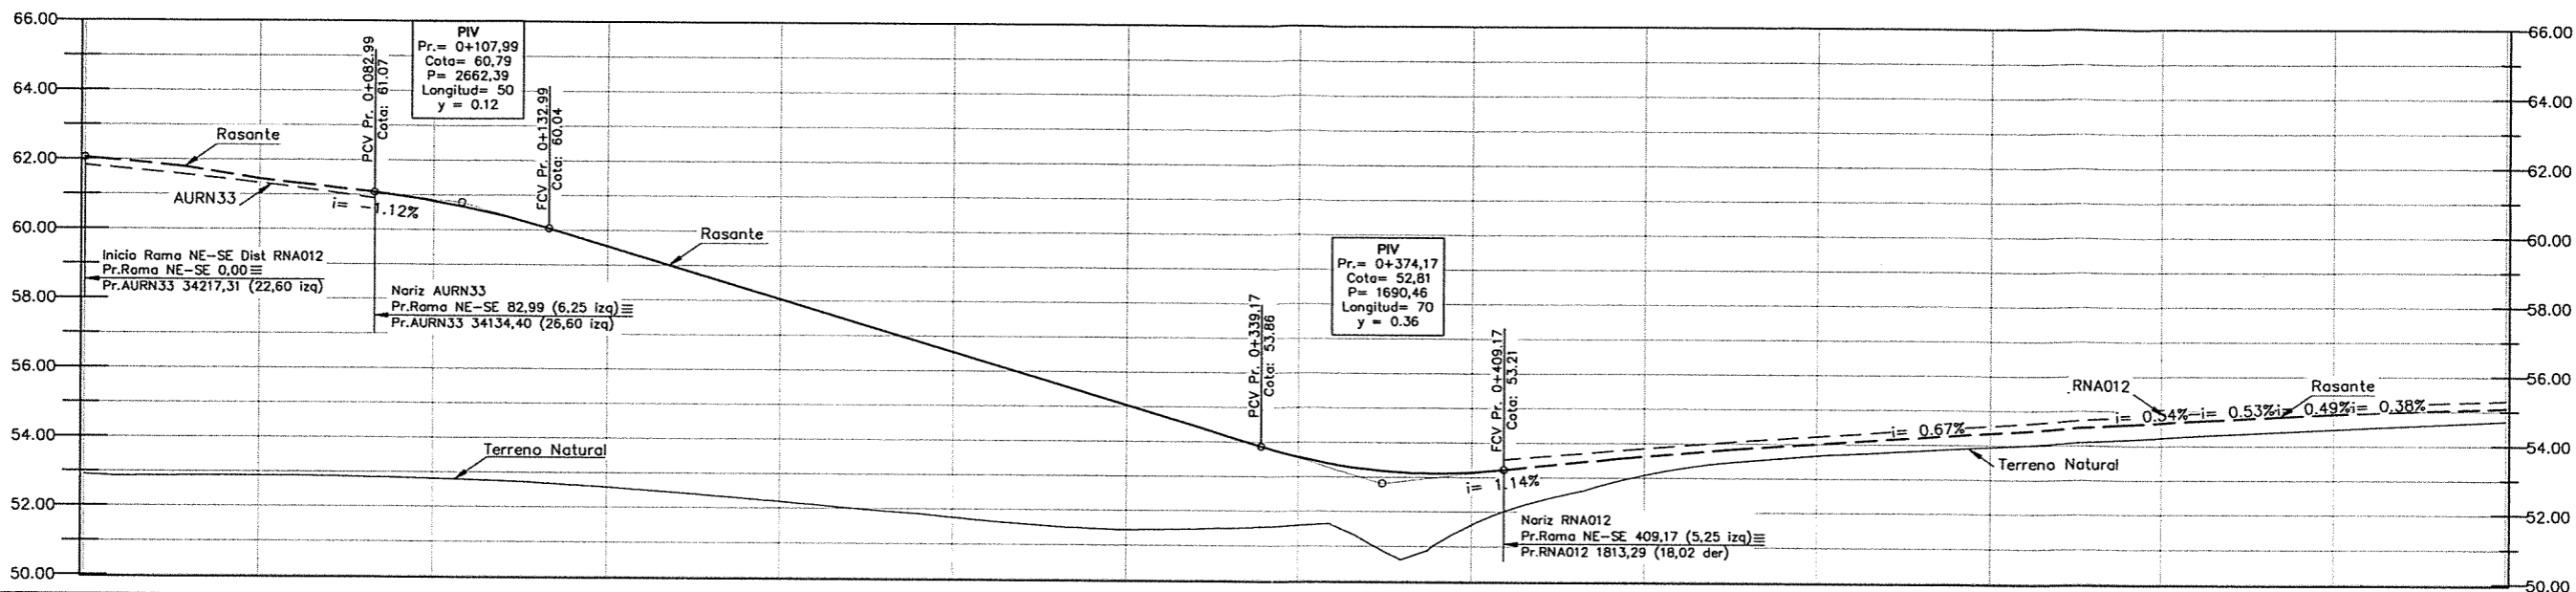 66.00
64.00
62.00
60.00
58.00
56.00
54.00
52.00
50.00
Rasante
AURN33
i= -1.12%
PCV Pr. 0+082,99
Cota: 61.07
PIV
Pr.= 0+107,99
Cota= 60,79
P= 2662,39
Longitud= 50
y = 0.12
FCV Pr. 0+132,99
Cota: 60.04
Rasante
Inicio Rama NE-SE Dist RNA012
Pr.Rama NE-SE 0,00≡
Pr.AURN33 34217,31 (22,60 izq)
Nariz AURN33
Pr.Rama NE-SE 82,99 (6,25 izq)≡
Pr.AURN33 34134,40 (26,60 izq)
Terreno Natural
PCV Pr. 0+339,17
Cota: 53.86
PIV
Pr.= 0+374,17
Cota= 52,81
P= 1690,46
Longitud= 70
y = 0.36
FCV Pr. 0+409,17
Cota: 53.21
i= 1.14%
Nariz RNA012
Pr.Rama NE-SE 409,17 (5,25 izq)≡
Pr.RNA012 1813,29 (18,02 der)
RNA012
Rasante
i= 0.67%
i= 0.54%
i= 0.53%
i= 0.49%
i= 0.38%
Terreno Natural
66.00
64.00
62.00
60.00
58.00
56.00
54.00
52.00
50.00